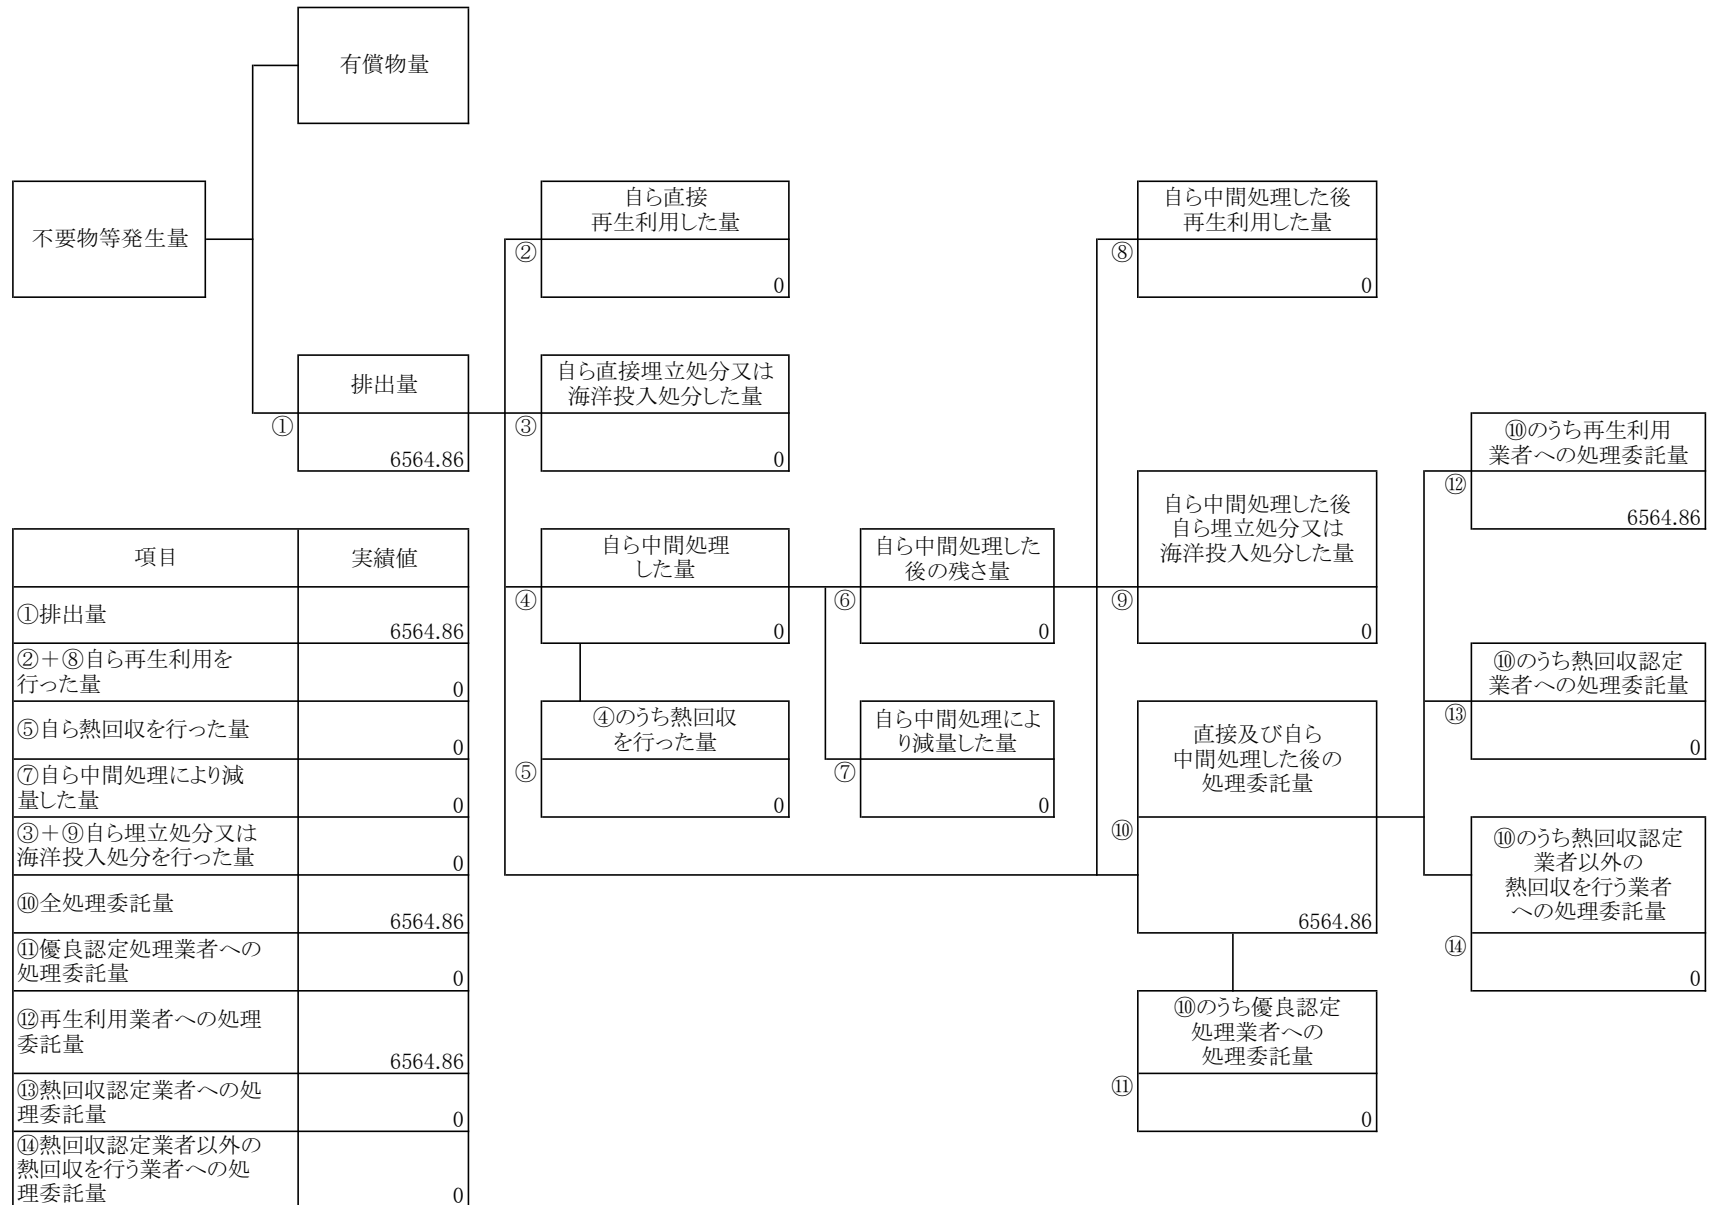 有償物量
不要物等発生量
自ら直接
再生利用した量
②
0
自ら中間処理した後
再生利用した量
⑧
0
排出量
①
6564.86
自ら直接埋立処分又は
海洋投入処分した量
③
0
⑩のうち再生利用
業者への処理委託量
⑫
6564.86
自ら中間処理
した量
④
0
自ら中間処理した
後の残さ量
⑥
0
自ら中間処理した後
自ら埋立処分又は
海洋投入処分した量
⑨
0
⑩のうち熱回収認定
業者への処理委託量
⑬
0
④のうち熱回収
を行った量
⑤
0
自ら中間処理によ
り減量した量
⑦
0
直接及び自ら
中間処理した後の
処理委託量
⑩
6564.86
⑩のうち熱回収認定
業者以外の
熱回収を行う業者
への処理委託量
⑭
0
⑩のうち優良認定
処理業者への
処理委託量
⑪
0
項目 実績値
①排出量
6564.86
②+⑧自ら再生利用を
行った量
0
⑤自ら熱回収を行った量
0
⑦自ら中間処理により減
量した量
0
③+⑨自ら埋立処分又は
海洋投入処分を行った量
0
⑩全処理委託量
6564.86
⑪優良認定処理業者への
処理委託量
0
⑫再生利用業者への処理
委託量
6564.86
⑬熱回収認定業者への処
理委託量
0
⑭熱回収認定業者以外の
熱回収を行う業者への処
理委託量
0